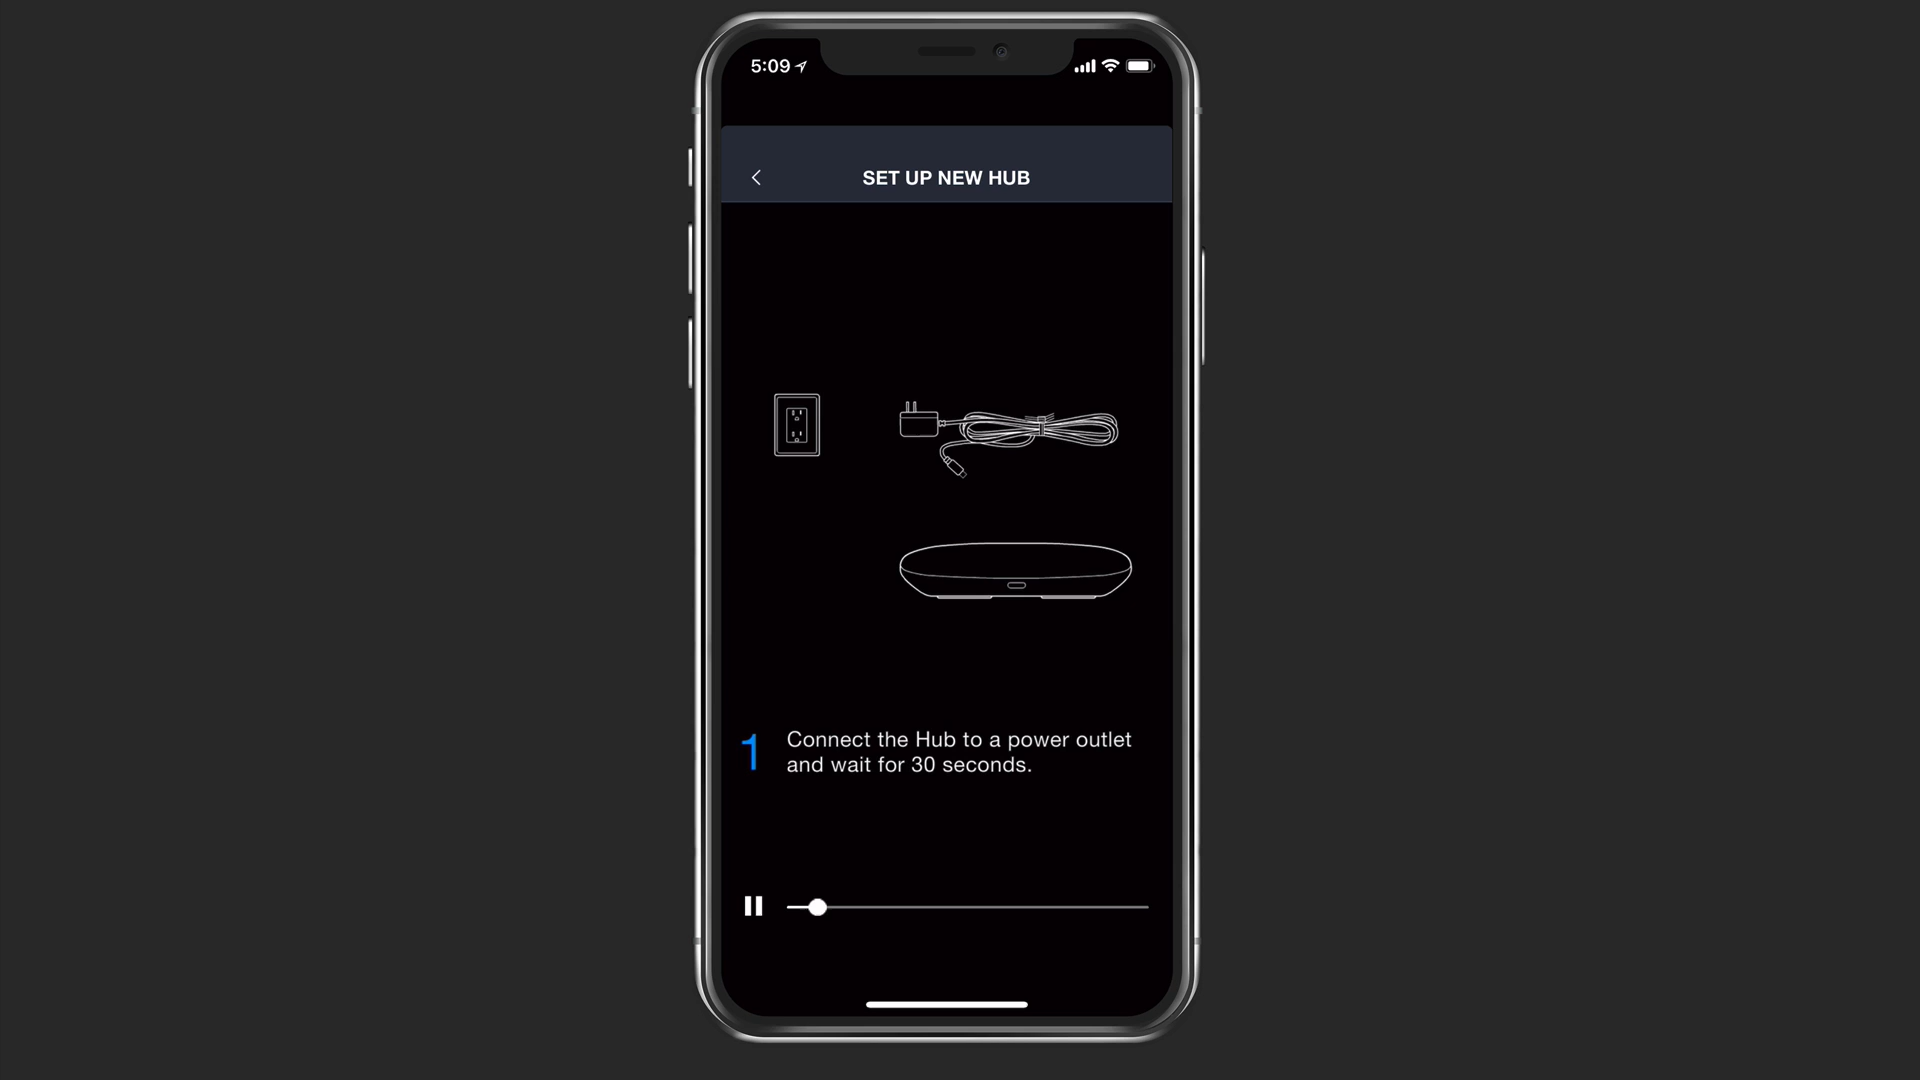 5:09
SET UP NEW HUB
1 Connect the Hub to a power outlet
and wait for 30 seconds.